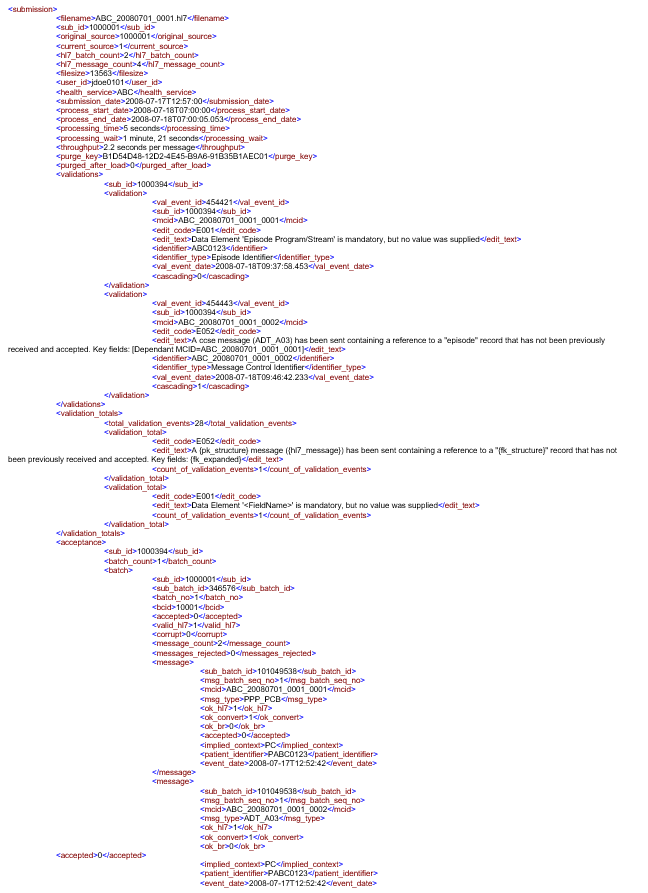 <submission>
<filename>ABC_20080701_0001.hl7</filename>
<sub_id>1000001</sub_id>
<original_source>1000001</original_source>
<current_source>1</current_source>
<hl7_batch_count>2</hl7_batch_count>
<hl7_message_count>4</hl7_message_count>
<filesize>13563</filesize>
<user_id>jdoe0101</user_id>
<health_service>ABC</health_service>
<submission_date>2008-07-17T12:57:00</submission_date>
<process_start_date>2008-07-18T07:00:00</process_start_date>
<process_end_date>2008-07-18T07:00:05.053</process_end_date>
<processing_time>5 seconds</processing_time>
<processing_wait>1 minute, 21 seconds</processing_wait>
<throughput>2.2 seconds per message</throughput>
<purge_key>B1D54D48-12D2-4E45-B9A6-91B35B1AEC01</purge_key>
<purged_after_load>0</purged_after_load>
<validations>
<sub_id>1000394</sub_id>
<validation>
<val_event_id>454421</val_event_id>
<sub_id>1000394</sub_id>
<mcid>ABC_20080701_0001_0001</mcid>
<edit_code>E001</edit_code>
<edit_text>Data Element 'Episode Program/Stream' is mandatory, but no value was supplied</edit_text>
<identifier>ABC0123</identifier>
<identifier_type>Episode Identifier</identifier_type>
<val_event_date>2008-07-18T09:37:58.453</val_event_date>
<cascading>0</cascading>
</validation>
<validation>
<val_event_id>454443</val_event_id>
<sub_id>1000394</sub_id>
<mcid>ABC_20080701_0001_0002</mcid>
<edit_code>E052</edit_code>
<edit_text>A ccse message (ADT_A03) has been sent containing a reference to a "episode" record that has not been previously
received and accepted. Key fields: [Dependant MCID=ABC_20080701_0001_0001]</edit_text>
<identifier>ABC_20080701_0001_0002</identifier>
<identifier_type>Message Control Identifier</identifier_type>
<val_event_date>2008-07-18T09:46:42.233</val_event_date>
<cascading>1</cascading>
</validation>
</validations>
<validation_totals>
<total_validation_events>28</total_validation_events>
<validation_total>
<edit_code>E052</edit_code>
<edit_text>A {pk_structure} message ({hl7_message}) has been sent containing a reference to a "{fk_structure}" record that has not
been previously received and accepted. Key fields: {fk_expanded}</edit_text>
<count_of_validation_events>1</count_of_validation_events>
</validation_total>
<validation_total>
<edit_code>E001</edit_code>
<edit_text>Data Element '<FieldName>' is mandatory, but no value was supplied</edit_text>
<count_of_validation_events>1</count_of_validation_events>
</validation_total>
</validation_totals>
<acceptance>
<sub_id>1000394</sub_id>
<batch_count>1</batch_count>
<batch>
<sub_id>1000001</sub_id>
<sub_batch_id>346576</sub_batch_id>
<batch_no>1</batch_no>
<bcid>10001</bcid>
<accepted>0</accepted>
<valid_hl7>1</valid_hl7>
<corrupt>0</corrupt>
<message_count>2</message_count>
<messages_rejected>0</messages_rejected>
<message>
<sub_batch_id>101049538</sub_batch_id>
<msg_batch_seq_no>1</msg_batch_seq_no>
<mcid>ABC_20080701_0001_0001</mcid>
<msg_type>PPP_PCB</msg_type>
<ok_hl7>1</ok_hl7>
<ok_convert>1</ok_convert>
<ok_br>0</ok_br>
<accepted>0</accepted>
<implied_context>PC</implied_context>
<patient_identifier>PABC0123</patient_identifier>
<event_date>2008-07-17T12:52:42</event_date>
</message>
<message>
<sub_batch_id>101049538</sub_batch_id>
<msg_batch_seq_no>1</msg_batch_seq_no>
<mcid>ABC_20080701_0001_0002</mcid>
<msg_type>ADT_A03</msg_type>
<ok_hl7>1</ok_hl7>
<ok_convert>1</ok_convert>
<ok_br>0</ok_br>
<accepted>0</accepted>
<implied_context>PC</implied_context>
<patient_identifier>PABC0123</patient_identifier>
<event_date>2008-07-17T12:52:42</event_date>